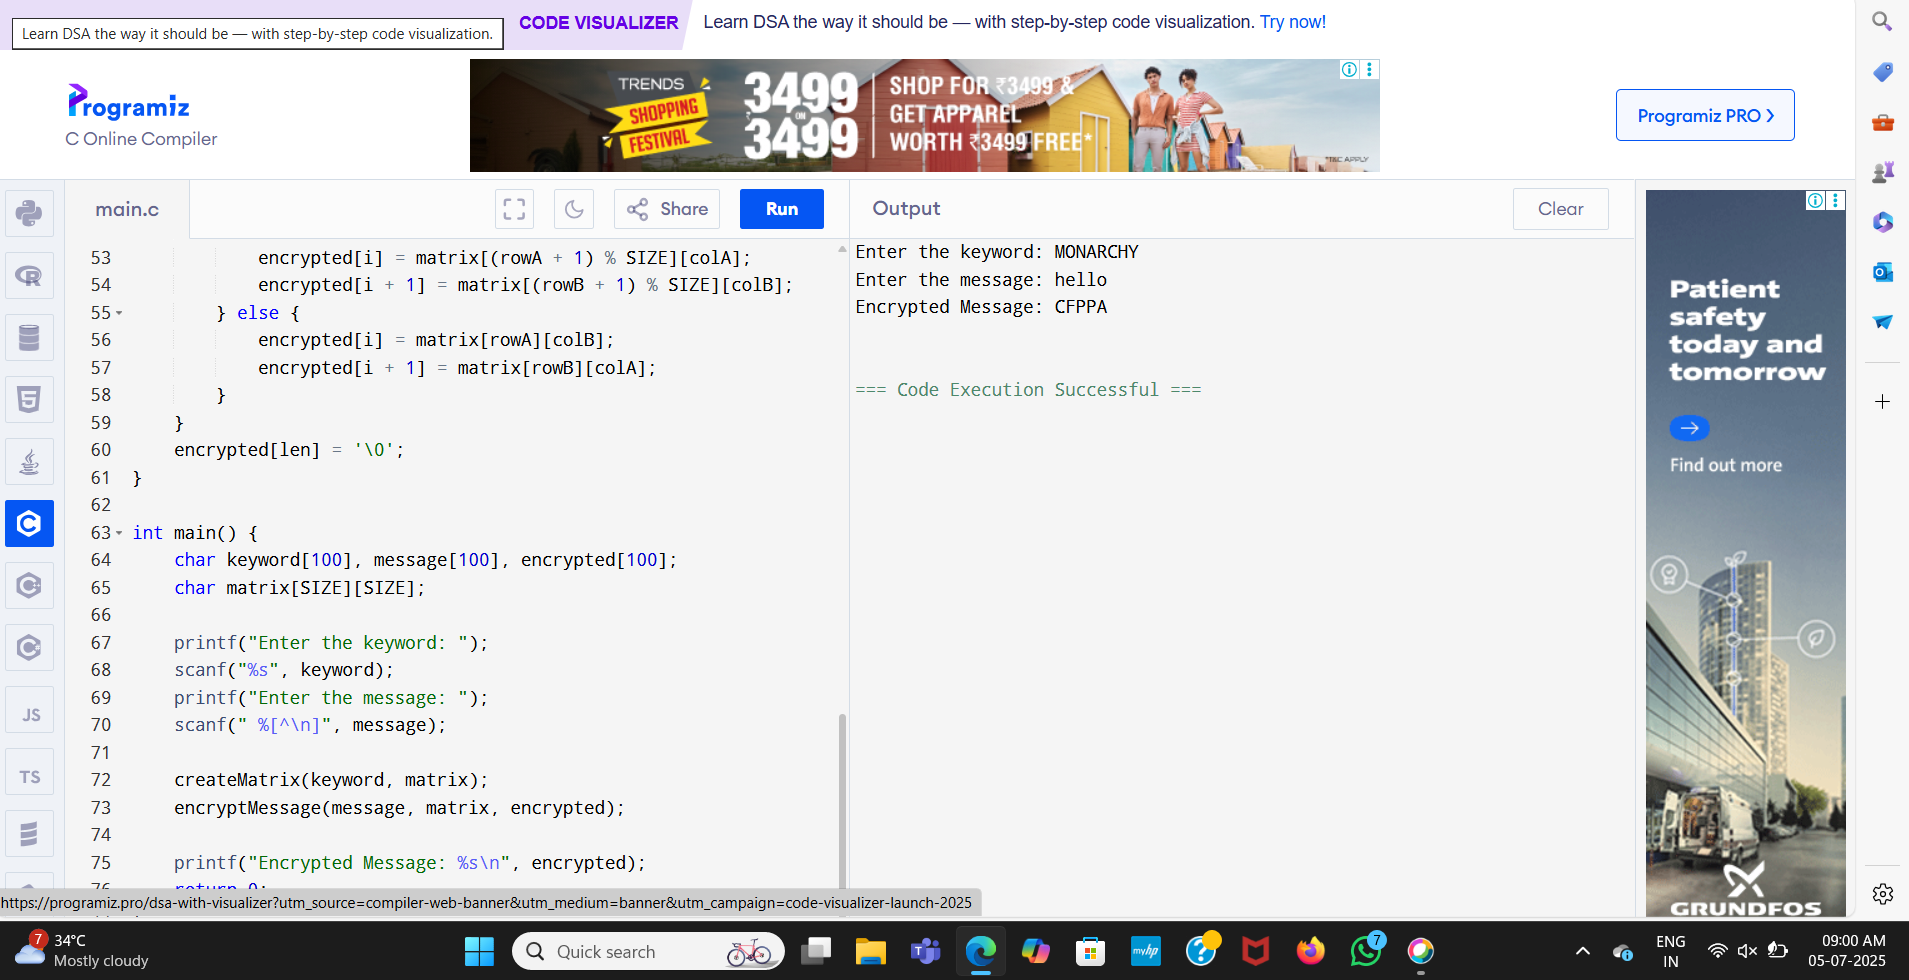 Learn DSA the way it should be — with step-by-step code visualization.
CODE VISUALIZER
Learn DSA the way it should be — with step-by-step code visualization. Try now!
Programiz
C Online Compiler
TRENDS
SHOPPING
FESTIVAL
3499
ON
3499
SHOP FOR ₹3499 &
GET APPAREL
WORTH ₹3499 FREE*
*T&C APPLY
Programiz PRO
main.c
Share
Run
Output
Clear
53 encrypted[i] = matrix[(rowA + 1) % SIZE][colA];
54 encrypted[i + 1] = matrix[(rowB + 1) % SIZE][colB];
55 } else {
56 encrypted[i] = matrix[rowA][colB];
57 encrypted[i + 1] = matrix[rowB][colA];
58 }
59 }
60 encrypted[len] = '\0';
61 }
62
63 int main() {
64 char keyword[100], message[100], encrypted[100];
65 char matrix[SIZE][SIZE];
66
67 printf("Enter the keyword: ");
68 scanf("%s", keyword);
69 printf("Enter the message: ");
70 scanf(" %[^\n]", message);
71
72 createMatrix(keyword, matrix);
73 encryptMessage(message, matrix, encrypted);
74
75 printf("Encrypted Message: %s\n", encrypted);
76 return 0;
Enter the keyword: MONARCHY
Enter the message: hello
Encrypted Message: CFPPA
=== Code Execution Successful ===
Patient
safety
today and
tomorrow
Find out more
GRUNDFOS
JS
TS
https://programiz.pro/dsa-with-visualizer?utm_source=compiler-web-banner&utm_medium=banner&utm_campaign=code-visualizer-launch-2025
7
34°C
Mostly cloudy
Quick search
myhp
7
ENG
IN
09:00 AM
05-07-2025